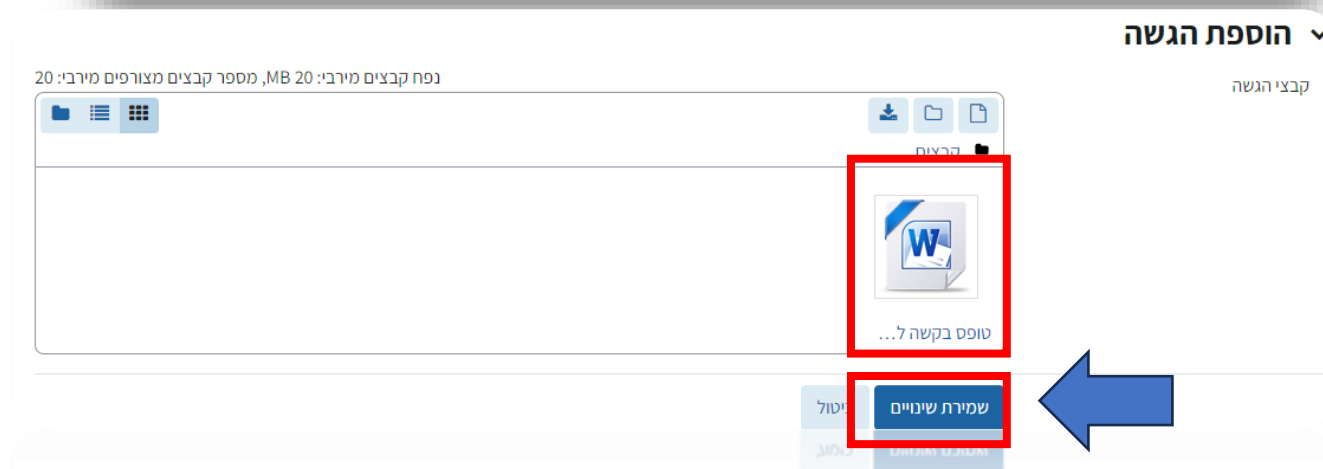 הוספת הגשה
קבצי הגשה
נפח קבצים מירבי: 20 MB, מספר קבצים מצורפים מירבי: 20
קבצים
W
טופס בקשה ל...
שמירת שינויים